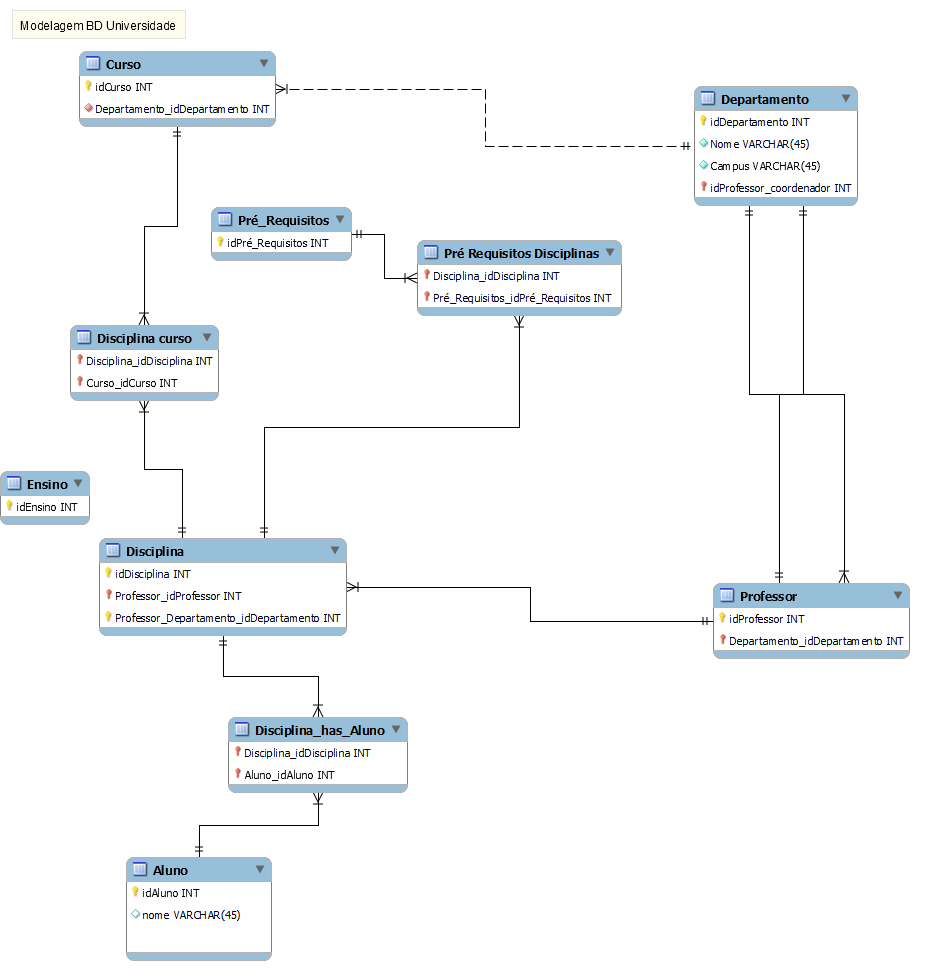 Modelagem BD Universidade
Curso
idCurso INT
Departamento_idDepartamento INT
Departamento
idDepartamento INT
Nome VARCHAR(45)
Campus VARCHAR(45)
idProfessor_coordenador INT
Pré_Requisitos
idPré_Requisitos INT
Pré Requisitos Disciplinas
Disciplina_idDisciplina INT
Pré_Requisitos_idPré_Requisitos INT
Disciplina curso
Disciplina_idDisciplina INT
Curso_idCurso INT
Ensino
idEnsino INT
Disciplina
idDisciplina INT
Professor_idProfessor INT
Professor_Departamento_idDepartamento INT
Professor
idProfessor INT
Departamento_idDepartamento INT
Disciplina_has_Aluno
Disciplina_idDisciplina INT
Aluno_idAluno INT
Aluno
idAluno INT
nome VARCHAR(45)